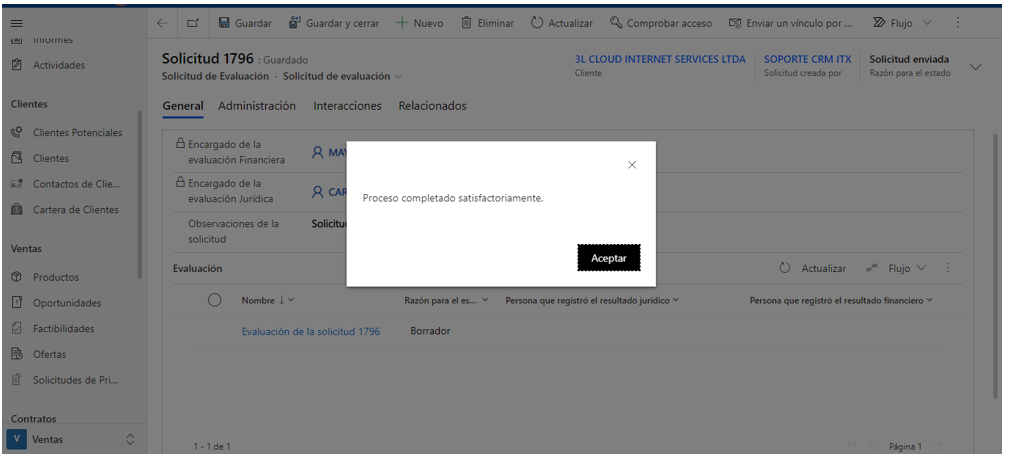 Guardar
Guardar y cerrar
Nuevo
Eliminar
Actualizar
Comprobar acceso
Enviar un vínculo por ...
Flujo
Informes
Actividades
Clientes
Clientes Potenciales
Clientes
Contactos de Clie...
Cartera de Clientes
Ventas
Productos
Oportunidades
Factibilidades
Ofertas
Solicitudes de Pri...
Contratos
V Ventas
Solicitud 1796 : Guardado
Solicitud de Evaluación · Solicitud de evaluación
3L CLOUD INTERNET SERVICES LTDA
Cliente
SOPORTE CRM ITX
Solicitud creada por
Solicitud enviada
Razón para el estado
General Administración Interacciones Relacionados
Encargado de la
evaluación Financiera
MAY
Encargado de la
evaluación Jurídica
CAR
Observaciones de la
solicitud
Solicitu
Proceso completado satisfactoriamente.
Aceptar
Evaluación
Actualizar
Flujo
Nombre
Razón para el es...
Persona que registró el resultado jurídico
Persona que registró el resultado financiero
Evaluación de la solicitud 1796
Borrador
1 - 1 de 1
Página 1